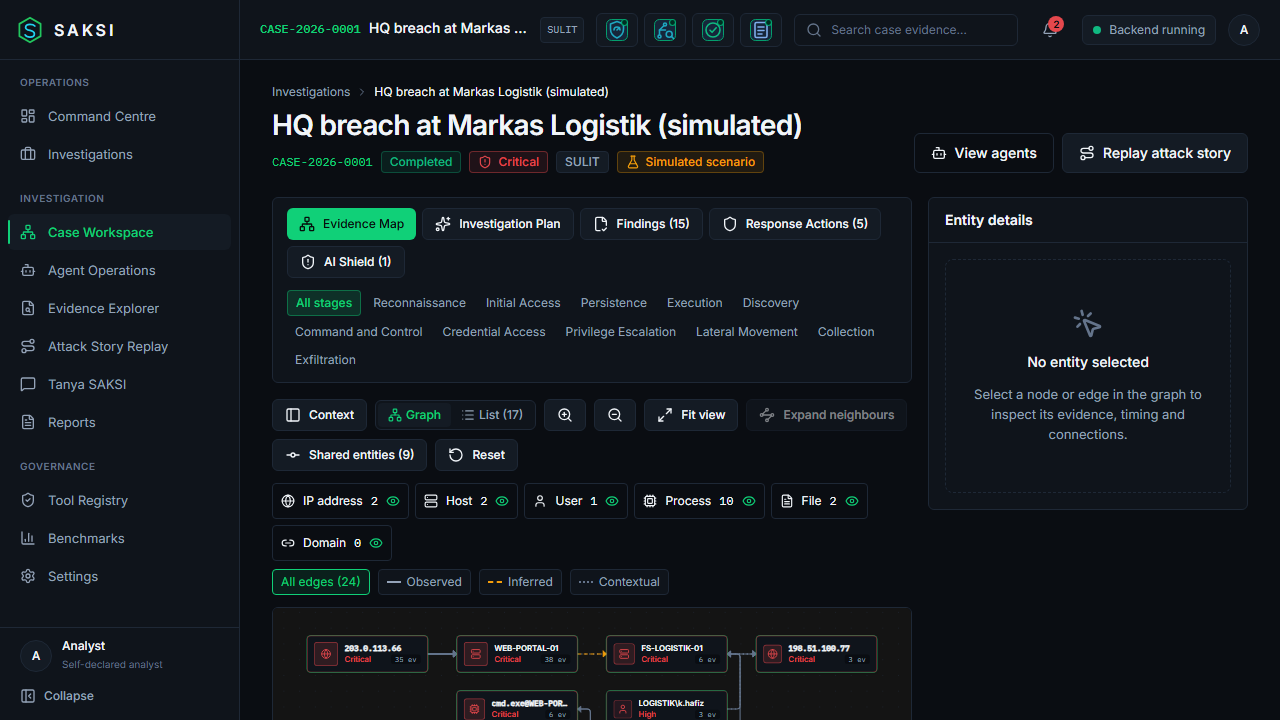 SAKSI
CASE-2026-0001 HQ breach at Markas ... SULIT
Search case evidence...
2
Backend running
A
OPERATIONS
Command Centre
Investigations
INVESTIGATION
Case Workspace
Agent Operations
Evidence Explorer
Attack Story Replay
Tanya SAKSI
Reports
GOVERNANCE
Tool Registry
Benchmarks
Settings
A
Analyst
Self-declared analyst
Collapse
Investigations > HQ breach at Markas Logistik (simulated)
HQ breach at Markas Logistik (simulated)
CASE-2026-0001 Completed Critical SULIT Simulated scenario
View agents Replay attack story
Evidence Map Investigation Plan Findings (15) Response Actions (5)
AI Shield (1)
All stages Reconnaissance Initial Access Persistence Execution Discovery
Command and Control Credential Access Privilege Escalation Lateral Movement Collection
Exfiltration
Context Graph List (17) Fit view Expand neighbours
Shared entities (9) Reset
IP address 2 Host 2 User 1 Process 10 File 2
Domain 0
All edges (24) Observed Inferred Contextual
203.0.113.66
Critical 35 ev
WEB-PORTAL-01
Critical 38 ev
FS-LOGISTIK-01
Critical 6 ev
198.51.100.77
Critical 3 ev
cmd.exe@WEB-POR...
Critical 6 ev
LOGISTIK\k.hafiz
High 3 ev
Entity details
No entity selected
Select a node or edge in the graph to
inspect its evidence, timing and
connections.